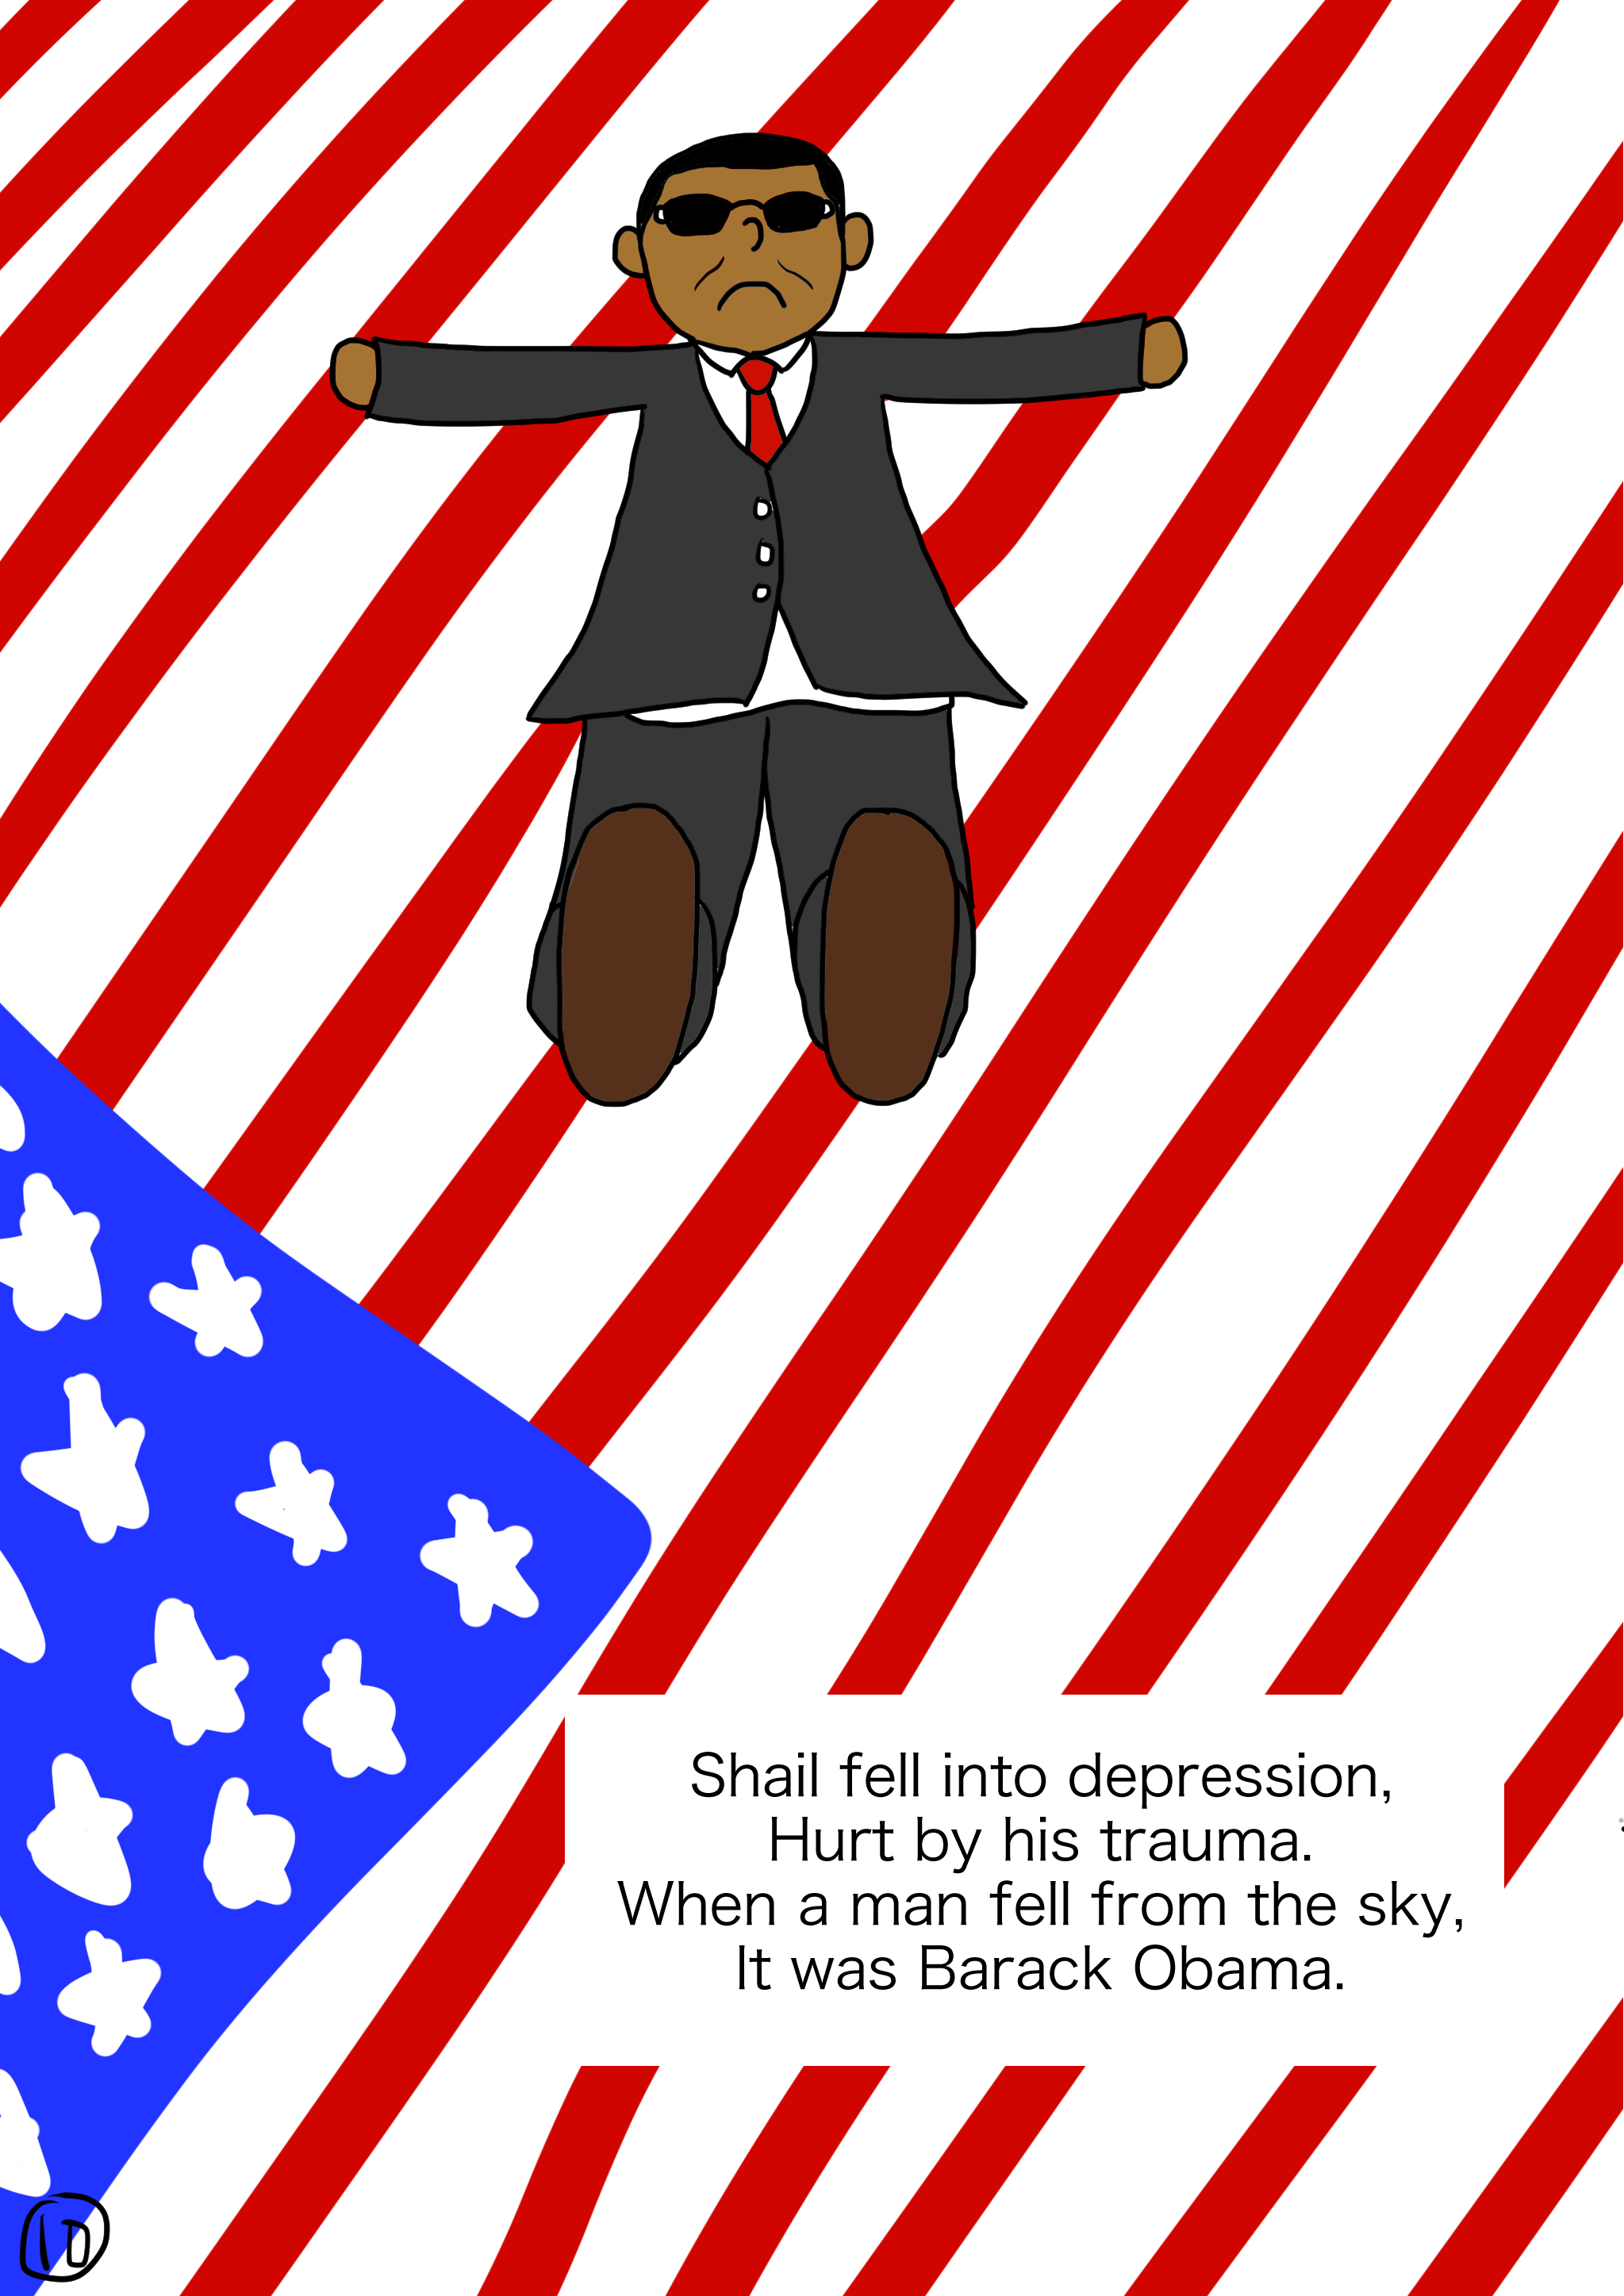 Shail fell into depression,
Hurt by his trauma.
When a man fell from the sky,
It was Barack Obama.